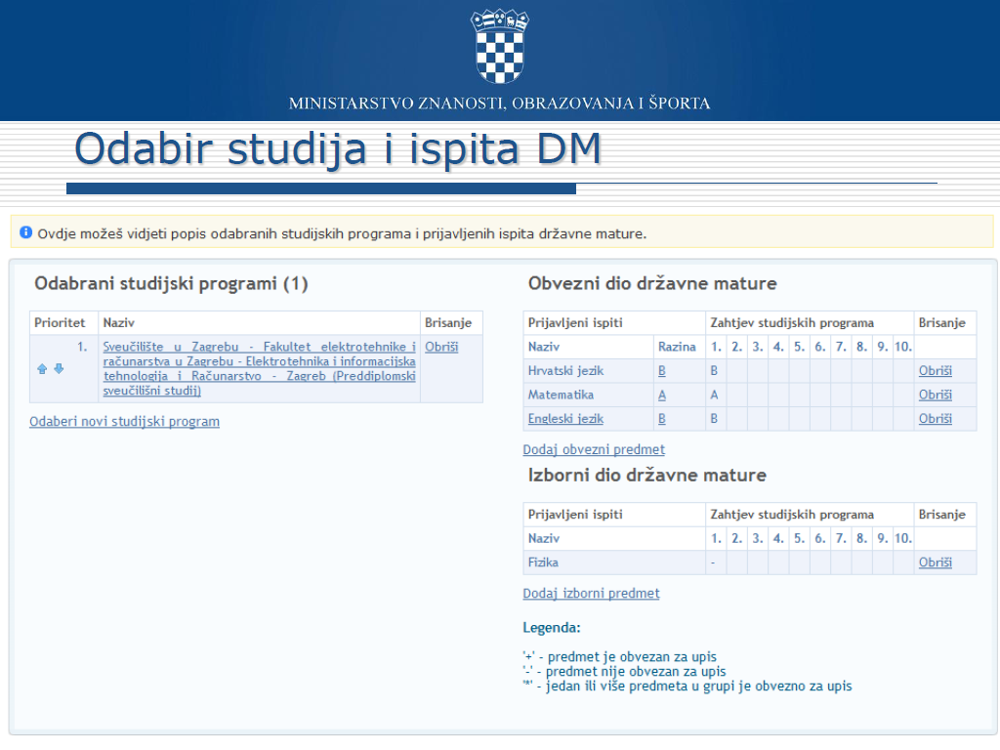 MINISTARSTVO ZNANOSTI, OBRAZOVANJA I ŠPORTA
Odabir studija i ispita DM
Ovdje možeš vidjeti popis odabranih studijskih programa i prijavljenih ispita državne mature.
Odabrani studijski programi (1)
Prioritet Naziv Brisanje
1. Sveučilište u Zagrebu - Fakultet elektrotehnike i Obriši
računarstva u Zagrebu - Elektrotehnika i informacijska
tehnologija i Računarstvo - Zagreb (Preddiplomski
sveučilišni studij)
Odaberi novi studijski program
Obvezni dio državne mature
Prijavljeni ispiti Zahtjev studijskih programa Brisanje
Naziv Razina 1. 2. 3. 4. 5. 6. 7. 8. 9. 10.
Hrvatski jezik B B Obriši
Matematika A A Obriši
Engleski jezik B B Obriši
Dodaj obvezni predmet
Izborni dio državne mature
Prijavljeni ispiti Zahtjev studijskih programa Brisanje
Naziv 1. 2. 3. 4. 5. 6. 7. 8. 9. 10.
Fizika - Obriši
Dodaj izborni predmet
Legenda:
'+' - predmet je obvezan za upis
'-' - predmet nije obvezan za upis
'*' - jedan ili više predmeta u grupi je obvezno za upis